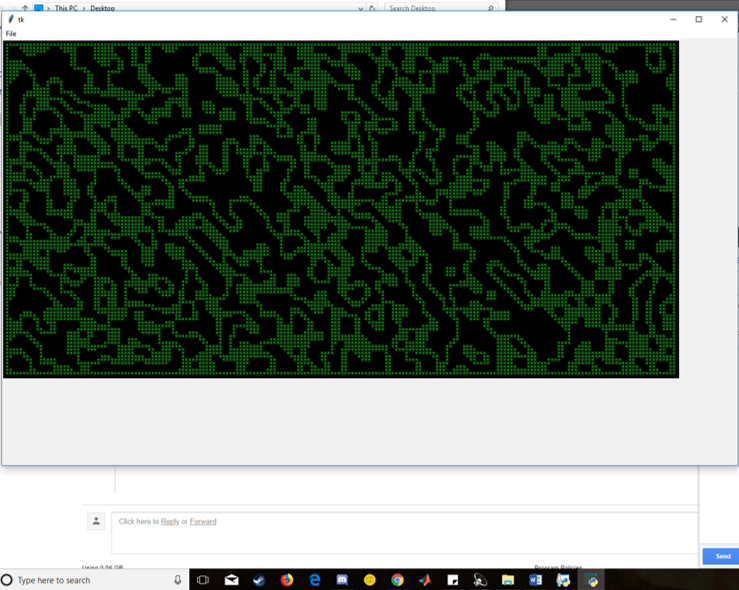 This PC > Desktop
Search Desktop
tk
File
Click here to Reply or Forward
Send
Using 0.06 GB
Program Policies
Type here to search